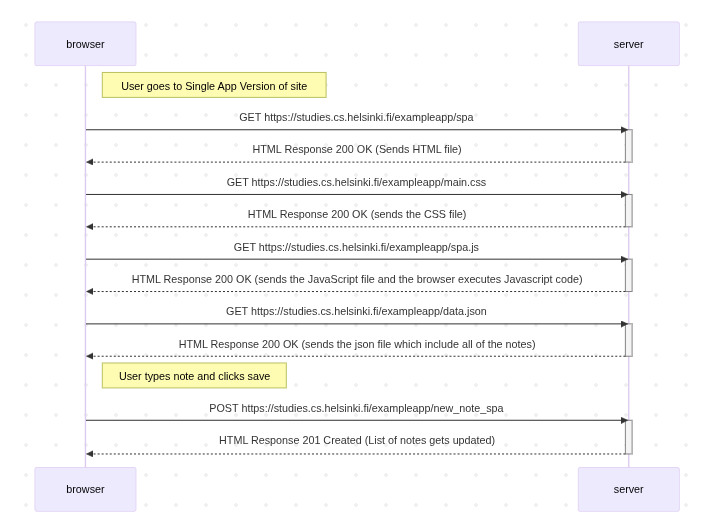 browser
server
User goes to Single App Version of site
GET https://studies.cs.helsinki.fi/exampleapp/spa
HTML Response 200 OK (Sends HTML file)
GET https://studies.cs.helsinki.fi/exampleapp/main.css
HTML Response 200 OK (sends the CSS file)
GET https://studies.cs.helsinki.fi/exampleapp/spa.js
HTML Response 200 OK (sends the JavaScript file and the browser executes Javascript code)
GET https://studies.cs.helsinki.fi/exampleapp/data.json
HTML Response 200 OK (sends the json file which include all of the notes)
User types note and clicks save
POST https://studies.cs.helsinki.fi/exampleapp/new_note_spa
HTML Response 201 Created (List of notes gets updated)
browser
server